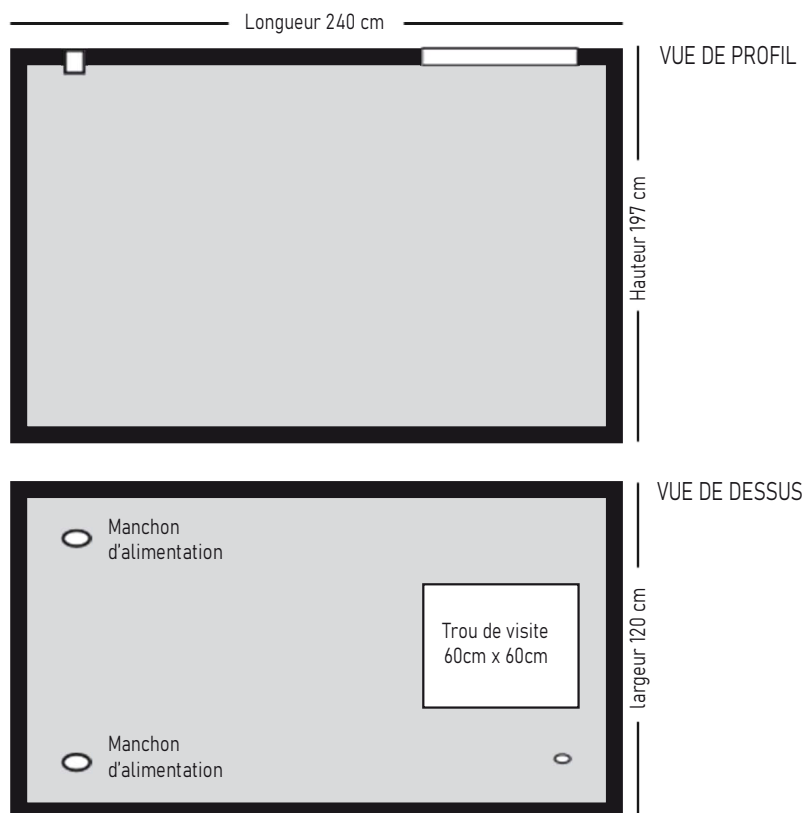 Longueur 240 cm
VUE DE PROFIL
Hauteur 197 cm
VUE DE DESSUS
Manchon
d'alimentation
Trou de visite
60cm x 60cm
largeur 120 cm
Manchon
d'alimentation